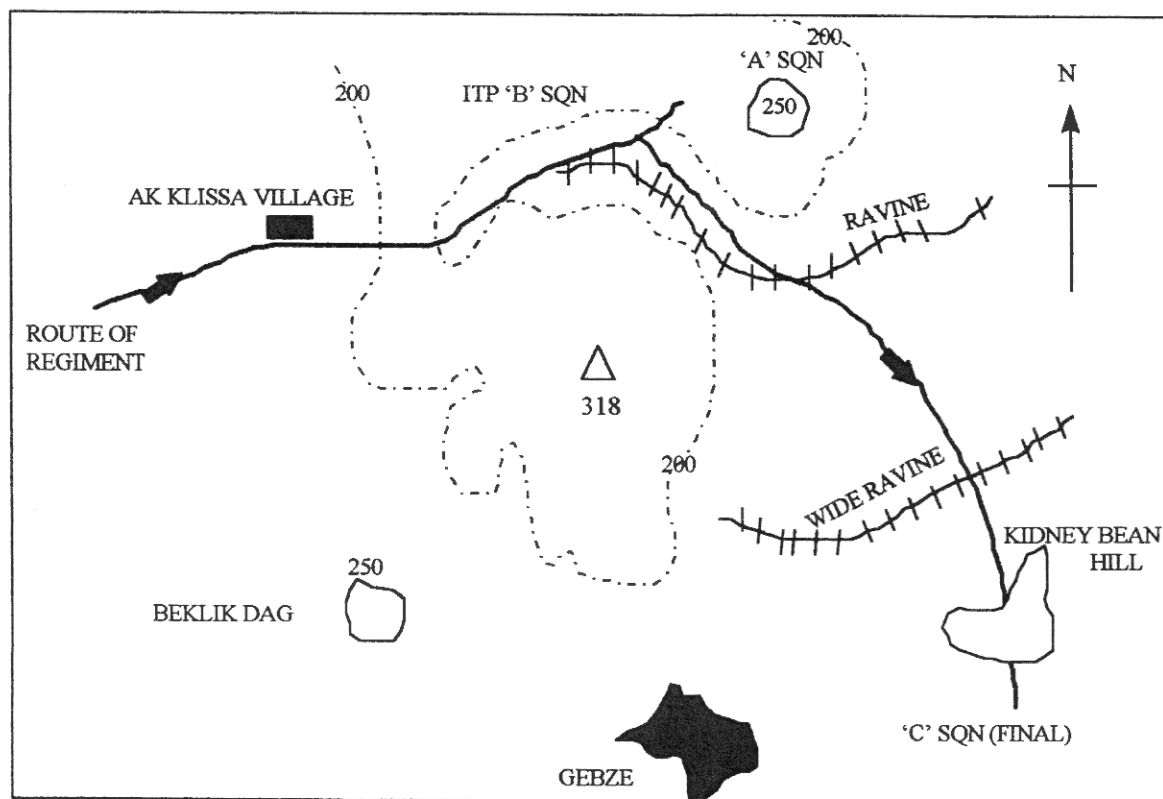 200
'A' SQN
N
200
ITP 'B' SQN
250
AK KLISSA VILLAGE
RAVINE
ROUTE OF
REGIMENT
318
200
WIDE RAVINE
KIDNEY BEAN
HILL
250
BEKLIK DAG
'C' SQN (FINAL)
GEBZE